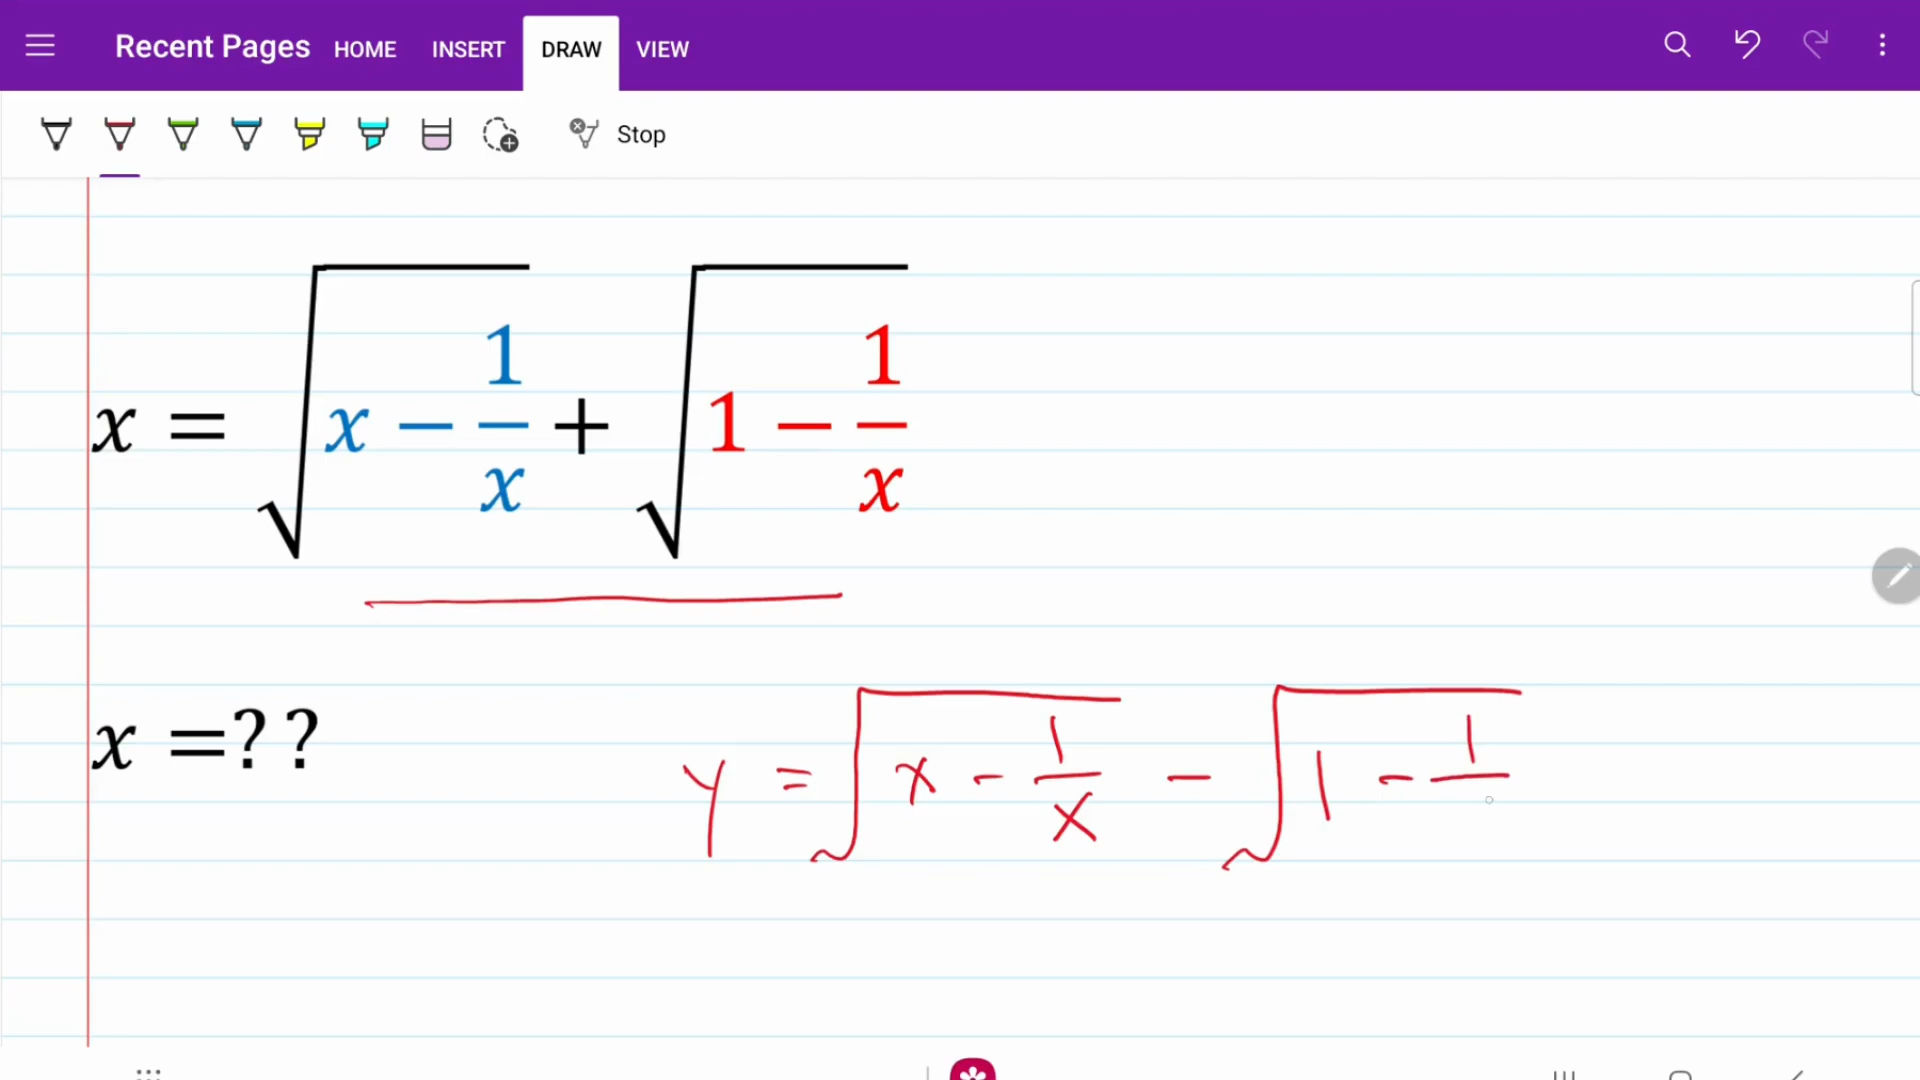 Recent Pages HOME INSERT DRAW VIEW
Stop
x = √(x − 1/x) + √(1 − 1/x)
x =??
y = √(x - 1/x) - √(1 - 1/